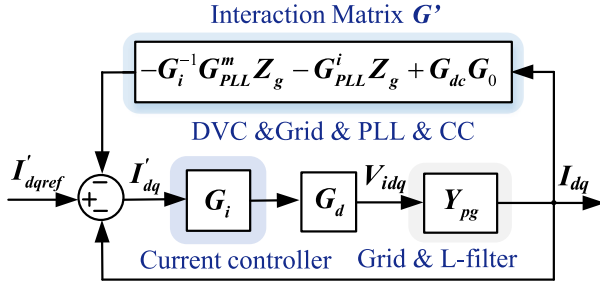 Interaction Matrix G'
−G_i^{-1}G_{PLL}^m Z_g − G_{PLL}^i Z_g + G_{dc}G_0
DVC &Grid & PLL & CC
I'_{dqref} I'_{dq} V_{idq} I_{dq}
− + −
G_i G_d Y_{pg}
Current controller Grid & L-filter